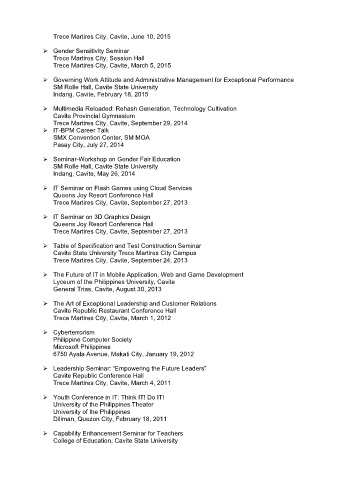 Trece Martires City, Cavite, June 10, 2015
➢ Gender Sensitivity Seminar
Trece Martires City, Session Hall
Trece Martires City, Cavite, March 5, 2015
➢ Governing Work Attitude and Administrative Management for Exceptional Performance
SM Rolle Hall, Cavite State University
Indang, Cavite, February 18, 2015
➢ Multimedia Reloaded: Rehash Generation, Technology Cultivation
Cavite Provincial Gymnasium
Trece Martires City, Cavite, September 29, 2014
➢ IT-BPM Career Talk
SMX Convention Center, SM MOA
Pasay City, July 27, 2014
➢ Seminar-Workshop on Gender Fair Education
SM Rolle Hall, Cavite State University
Indang, Cavite, May 26, 2014
➢ IT Seminar on Flash Games using Cloud Services
Queens Joy Resort Conference Hall
Trece Martires City, Cavite, September 27, 2013
➢ IT Seminar on 3D Graphics Design
Queens Joy Resort Conference Hall
Trece Martires City, Cavite, September 27, 2013
➢ Table of Specification and Test Construction Seminar
Cavite State University Trece Martires City Campus
Trece Martires City, Cavite, September 24, 2013
➢ The Future of IT in Mobile Application, Web and Game Development
Lyceum of the Philippines University, Cavite
General Trias, Cavite, August 30, 2013
➢ The Art of Exceptional Leadership and Customer Relations
Cavite Republic Restaurant Conference Hall
Trece Martires City, Cavite, March 1, 2012
➢ Cyberterrorism
Philippine Computer Society
Microsoft Philippines
6750 Ayala Avenue, Makati City, January 19, 2012
➢ Leadership Seminar: "Empowering the Future Leaders"
Cavite Republic Conference Hall
Trece Martires City, Cavite, March 4, 2011
➢ Youth Conference in IT: Think IT! Do IT!
University of the Philippines Theater
University of the Philippines
Diliman, Quezon City, February 18, 2011
➢ Capability Enhancement Seminar for Teachers
College of Education, Cavite State University